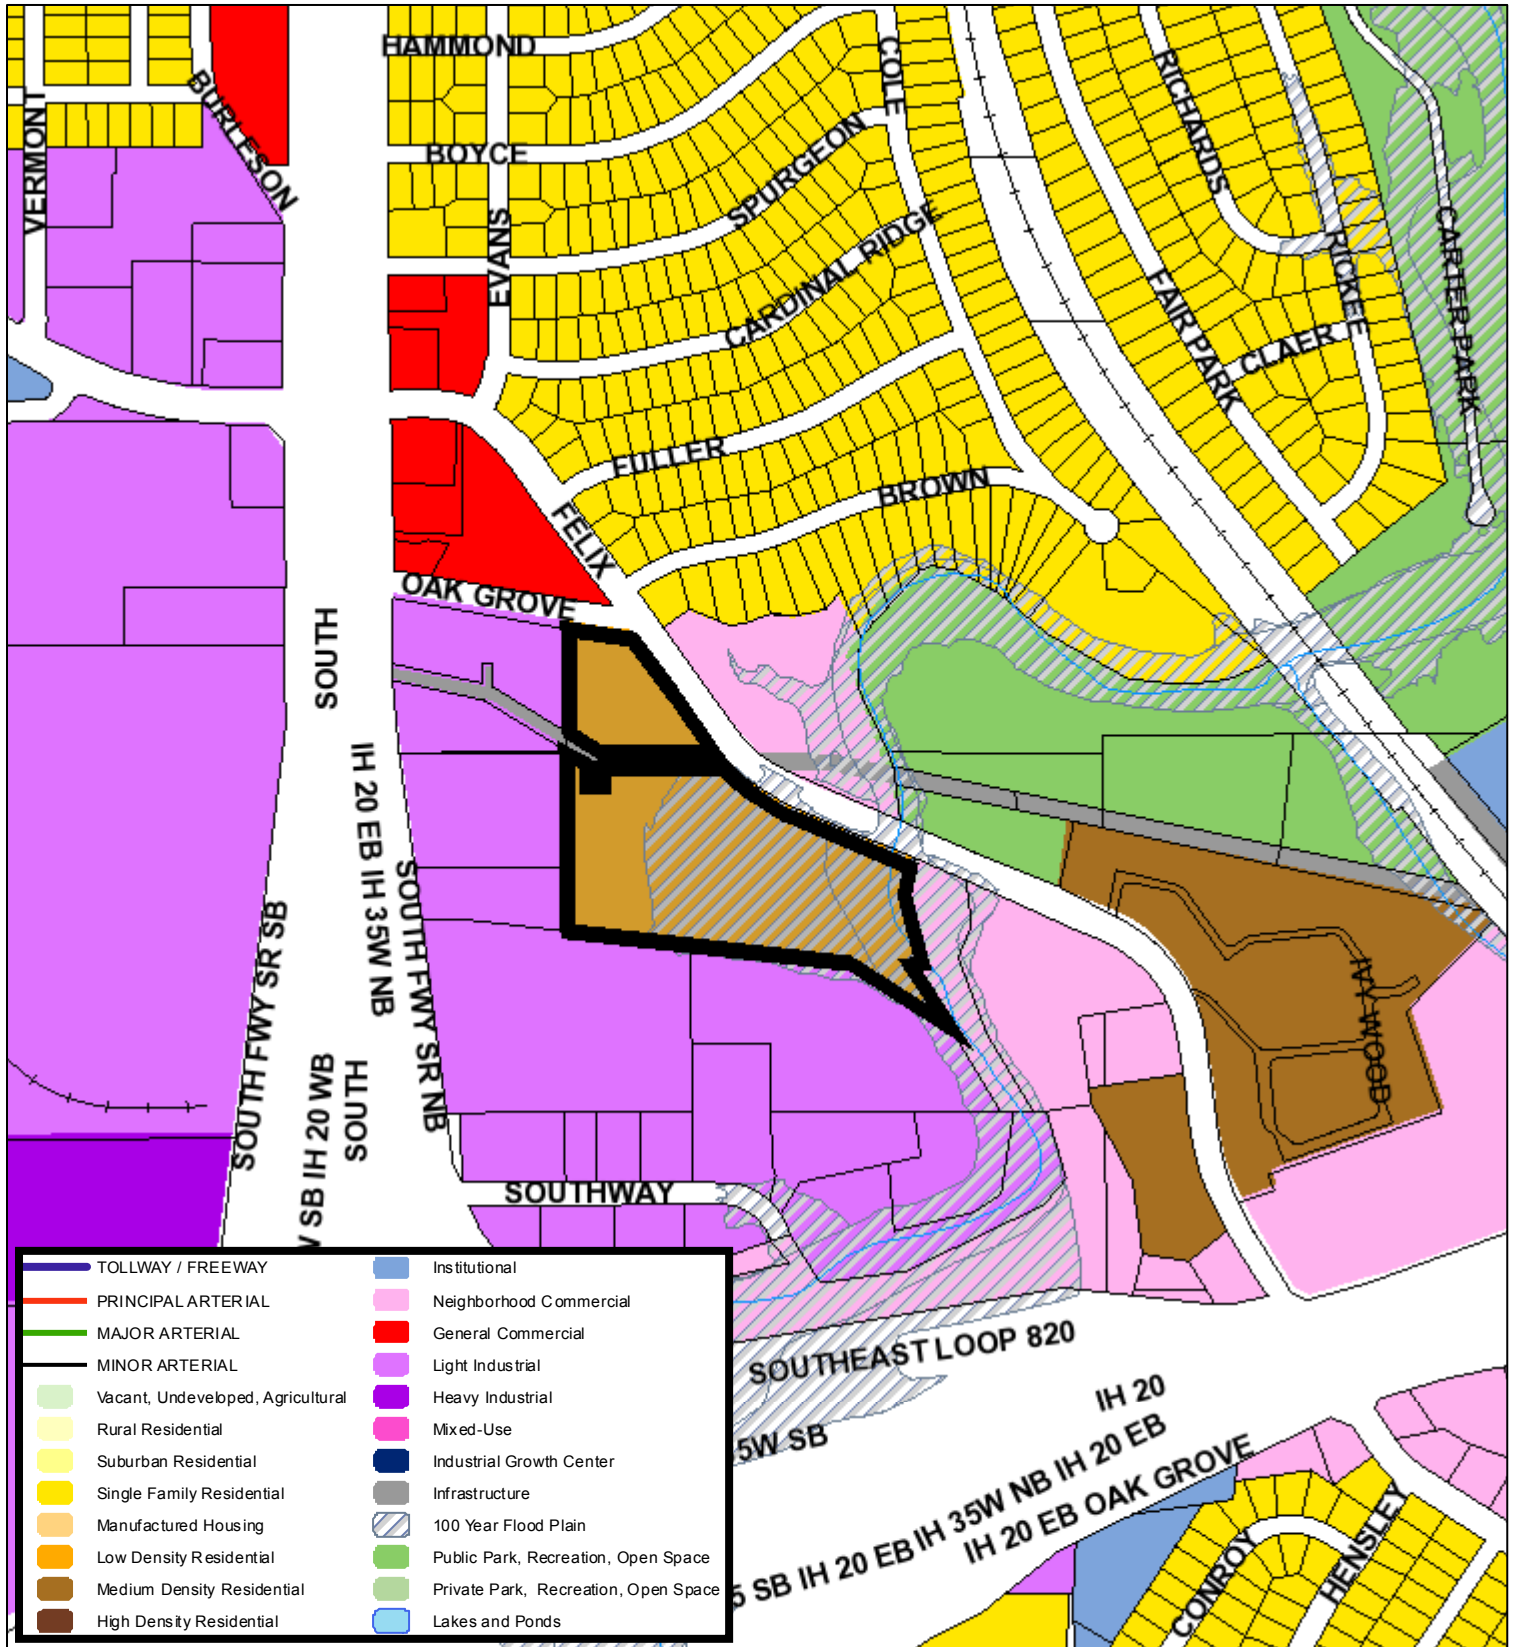 HAMMOND
COLE
RICHARDS
BURLESON
VERMONT
BOYCE
SPURGEON
EVANS
CARDINAL RIDGE
CARTER PARK
RICKEE
FAIR PARK
CLAER
FULLER
BROWN
FELIX
OAK GROVE
SOUTH
IH 20 EB IH 35W NB
SOUTH FWY SR SB
SOUTH FWY SR NB
IVY WOOD
SOUTH
SB IH 20 WB
SOUTHWAY
SOUTHEAST LOOP 820
IH 20
5W SB
IH 35W NB IH 20 EB
IH 20 EB OAK GROVE
5 SB IH 20 EB
CONROY
HENSLEY
TOLLWAY / FREEWAY
PRINCIPAL ARTERIAL
MAJOR ARTERIAL
MINOR ARTERIAL
Vacant, Undeveloped, Agricultural
Rural Residential
Suburban Residential
Single Family Residential
Manufactured Housing
Low Density Residential
Medium Density Residential
High Density Residential
Institutional
Neighborhood Commercial
General Commercial
Light Industrial
Heavy Industrial
Mixed-Use
Industrial Growth Center
Infrastructure
100 Year Flood Plain
Public Park, Recreation, Open Space
Private Park, Recreation, Open Space
Lakes and Ponds